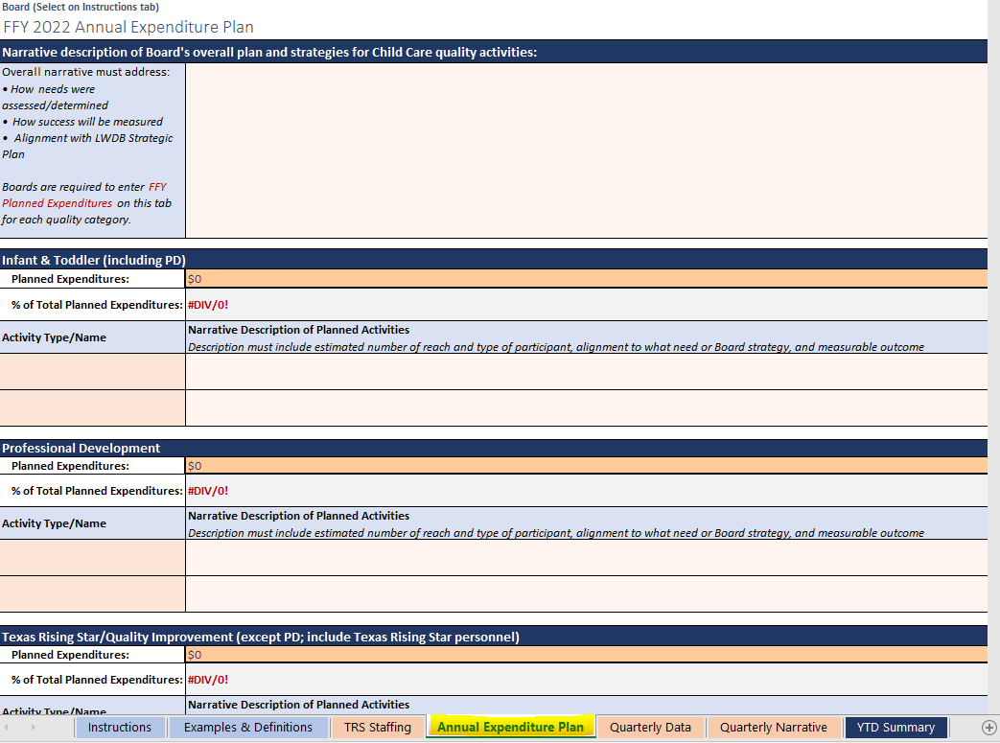 Board (Select on Instructions tab)
FFY 2022 Annual Expenditure Plan
Narrative description of Board's overall plan and strategies for Child Care quality activities:
Overall narrative must address:
• How needs were
assessed/determined
• How success will be measured
• Alignment with LWDB Strategic
Plan
Boards are required to enter FFY
Planned Expenditures on this tab
for each quality category.
Infant & Toddler (including PD)
Planned Expenditures:
$0
% of Total Planned Expenditures:
#DIV/0!
Activity Type/Name
Narrative Description of Planned Activities
Description must include estimated number of reach and type of participant, alignment to what need or Board strategy, and measurable outcome
Professional Development
Planned Expenditures:
$0
% of Total Planned Expenditures:
#DIV/0!
Activity Type/Name
Narrative Description of Planned Activities
Description must include estimated number of reach and type of participant, alignment to what need or Board strategy, and measurable outcome
Texas Rising Star/Quality Improvement (except PD; include Texas Rising Star personnel)
Planned Expenditures:
$0
% of Total Planned Expenditures:
#DIV/0!
Activity Type/Name
Narrative Description of Planned Activities
Instructions
Examples & Definitions
TRS Staffing
Annual Expenditure Plan
Quarterly Data
Quarterly Narrative
YTD Summary